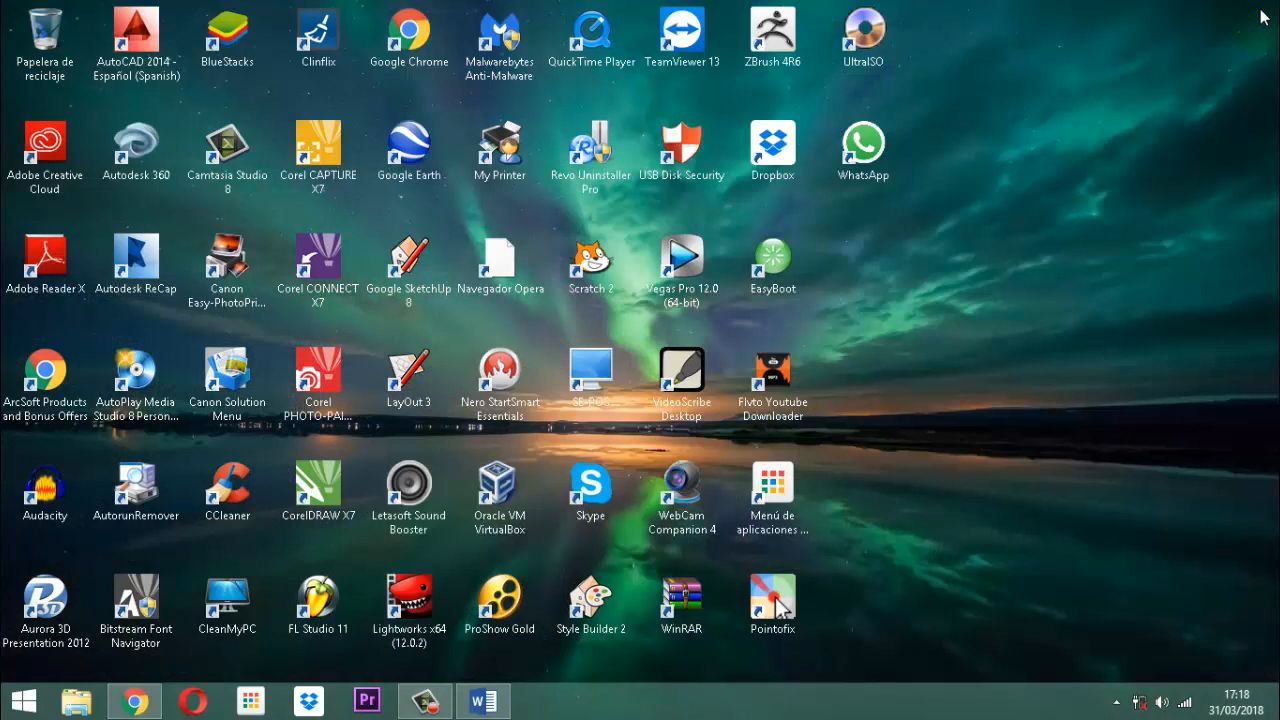 Papelera de
reciclaje
AutoCAD 2014 -
Español (Spanish)
BlueStacks
Clinflix
Google Chrome
Malwarebytes
Anti-Malware
QuickTime Player
TeamViewer 13
ZBrush 4R6
UltraISO
Adobe Creative
Cloud
Autodesk 360
Camtasia Studio
8
Corel CAPTURE
X7
Google Earth
My Printer
Revo Uninstaller
Pro
USB Disk Security
Dropbox
WhatsApp
Adobe Reader X
Autodesk ReCap
Canon
Easy-PhotoPri...
Corel CONNECT
X7
Google SketchUp
8
Navegador Opera
Scratch 2
Vegas Pro 12.0
(64-bit)
EasyBoot
ArcSoft Products
and Bonus Offers
AutoPlay Media
Studio 8 Person...
Canon Solution
Menu
Corel
PHOTO-PAI...
LayOut 3
Nero StartSmart
Essentials
SE-POS...
VideoScribe
Desktop
Flvto Youtube
Downloader
Audacity
AutorunRemover
CCleaner
CorelDRAW X7
Letasoft Sound
Booster
Oracle VM
VirtualBox
Skype
WebCam
Companion 4
Menú de
aplicaciones ...
Aurora 3D
Presentation 2012
Bitstream Font
Navigator
CleanMyPC
FL Studio 11
Lightworks x64
(12.0.2)
ProShow Gold
Style Builder 2
WinRAR
Pointofix
Pr
17:18
31/03/2018